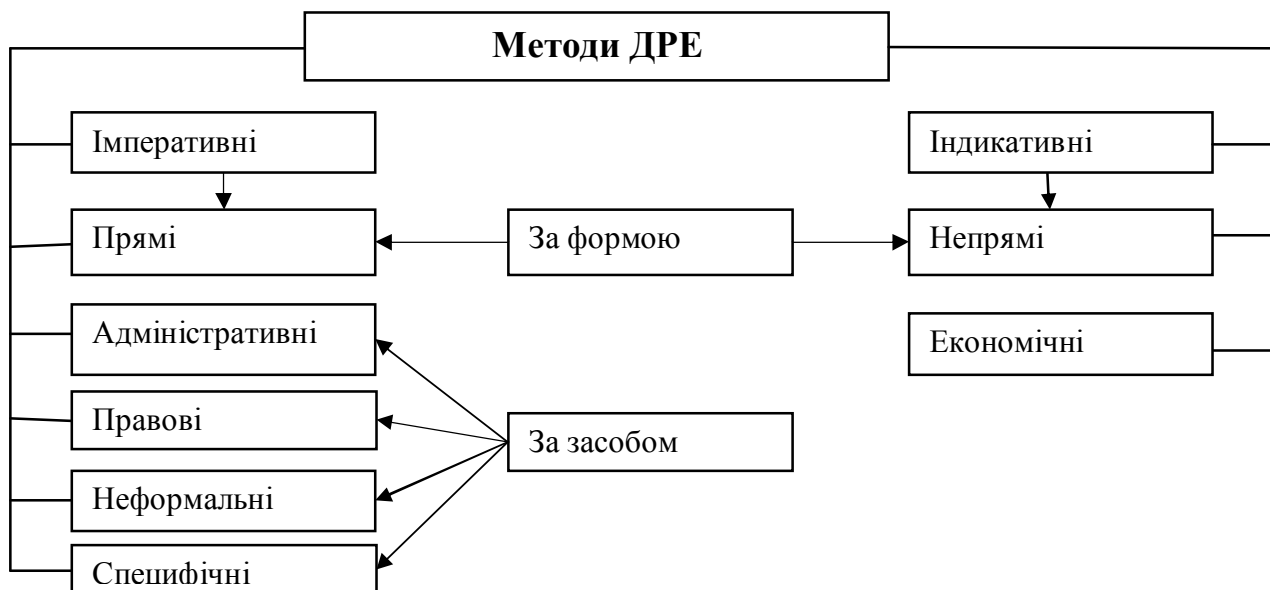 Методи ДРЕ
Імперативні
Індикативні
Прямі
За формою
Непрямі
Адміністративні
Економічні
Правові
За засобом
Неформальні
Специфічні